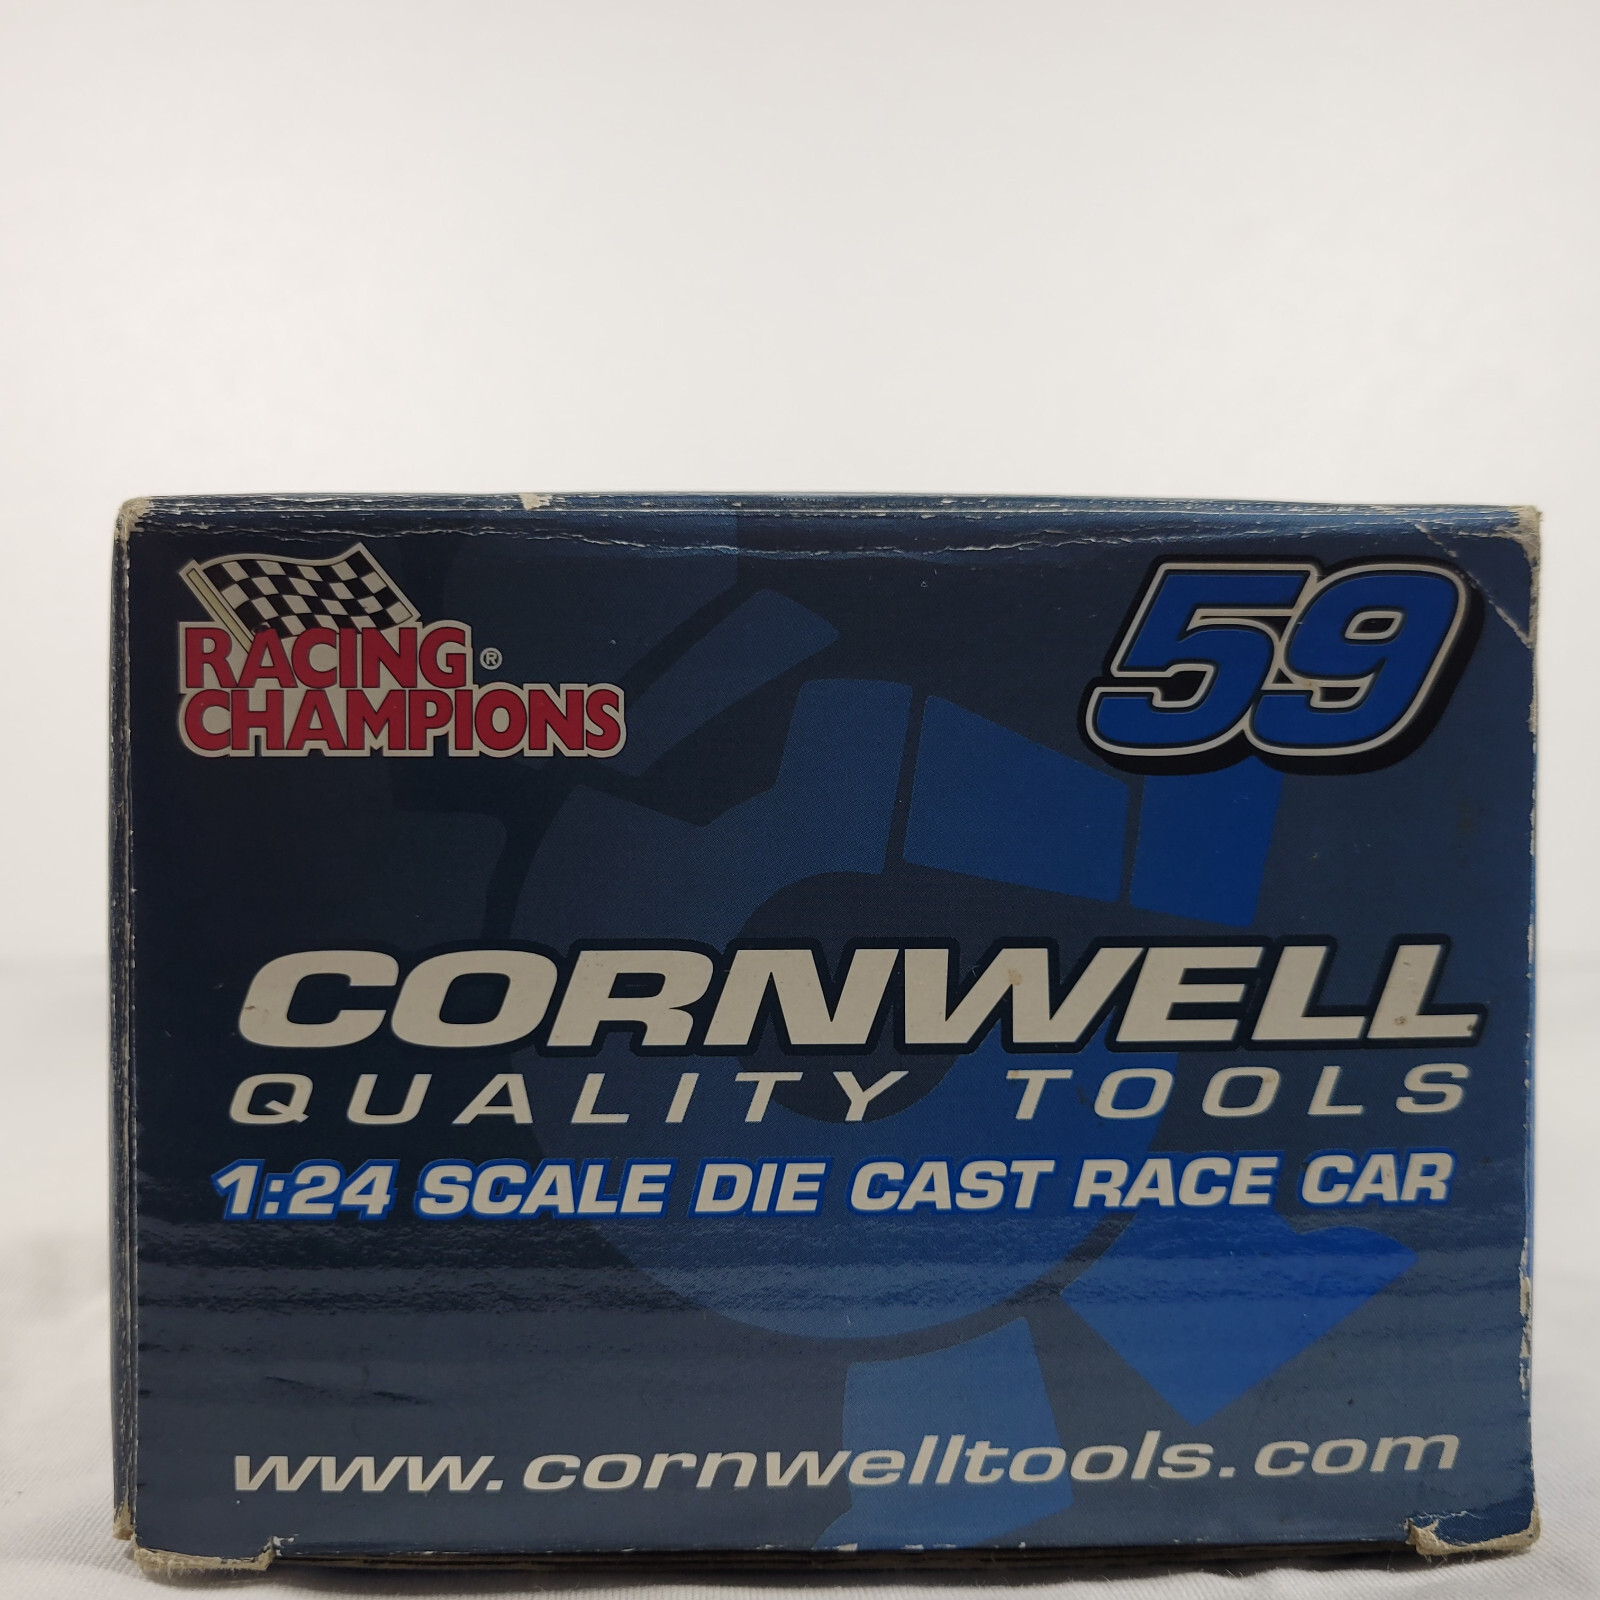 RACING ®
CHAMPIONS
59
CORNWELL
QUALITY TOOLS
1:24 SCALE DIE CAST RACE CAR
www.cornwelltools.com